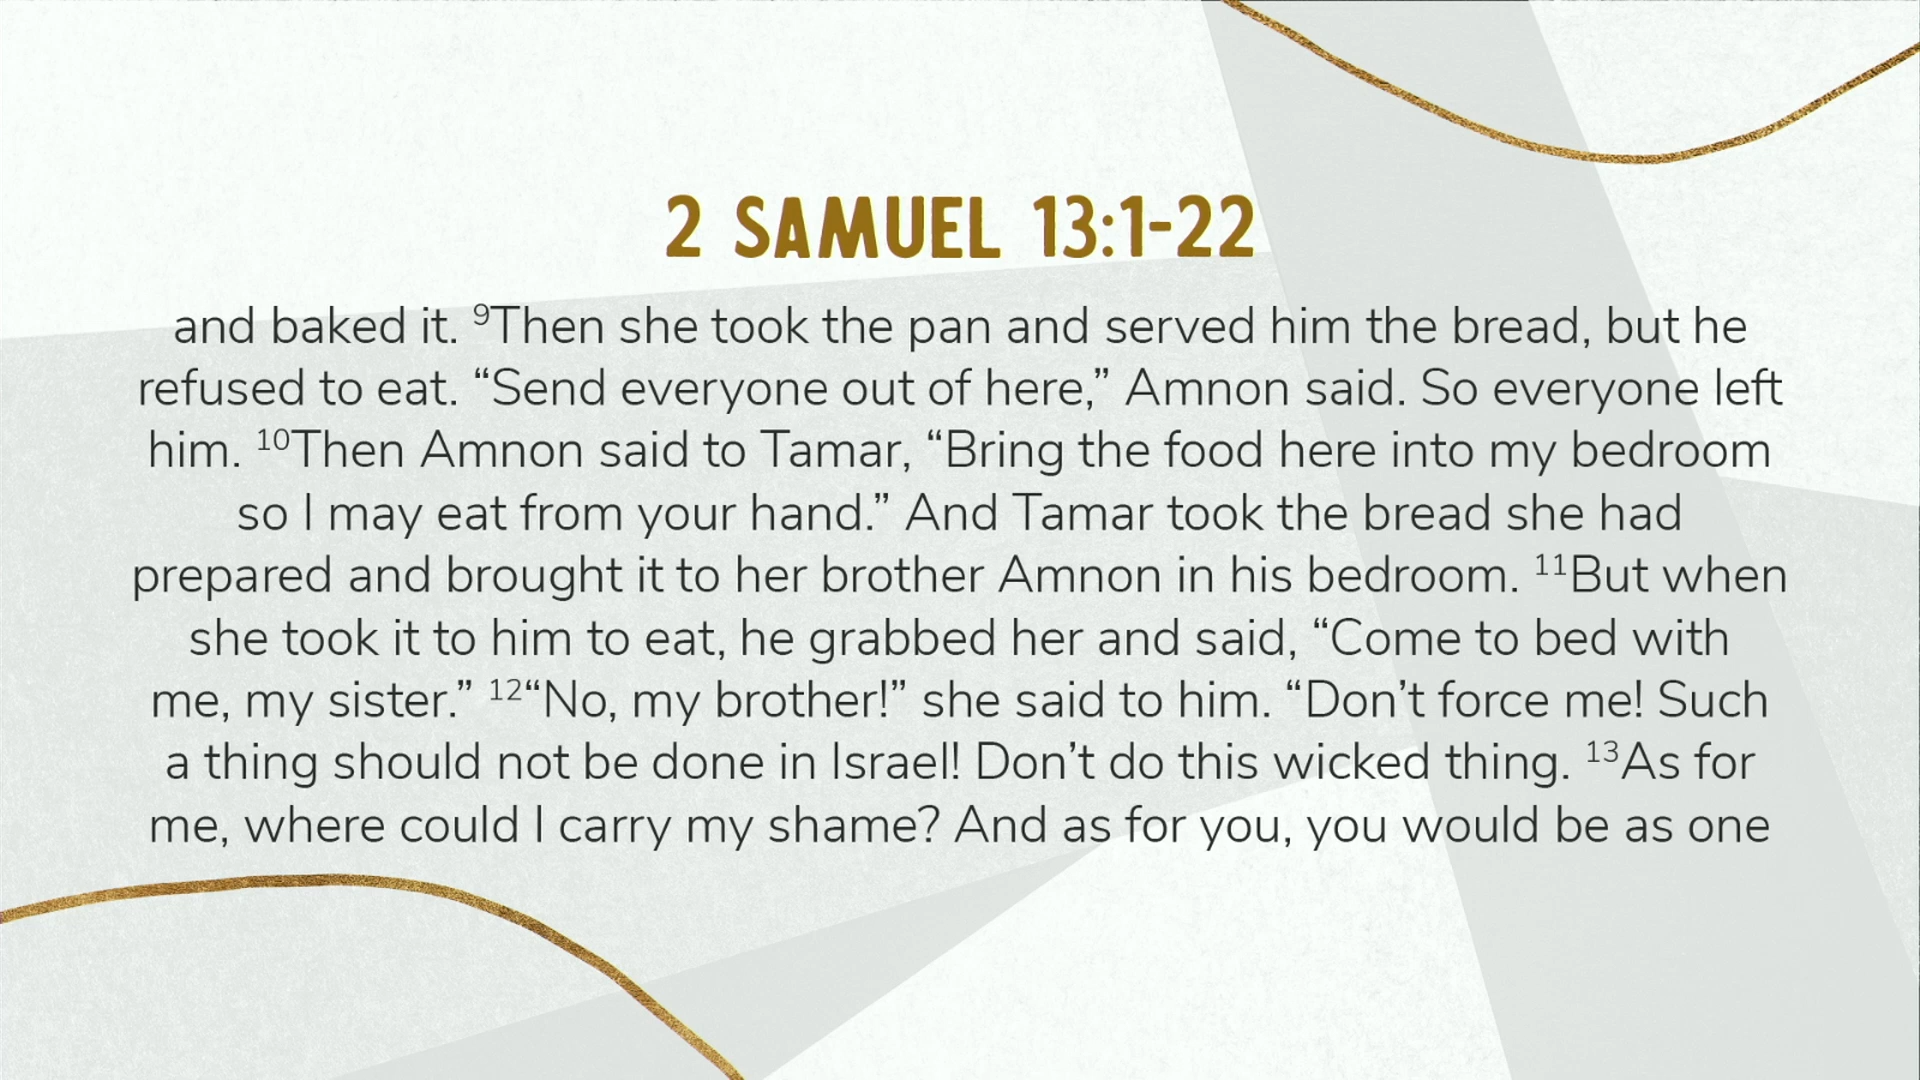 2 SAMUEL 13:1-22
and baked it. ⁹Then she took the pan and served him the bread, but he
refused to eat. “Send everyone out of here,” Amnon said. So everyone left
him. ¹⁰Then Amnon said to Tamar, “Bring the food here into my bedroom
so I may eat from your hand.” And Tamar took the bread she had
prepared and brought it to her brother Amnon in his bedroom. ¹¹But when
she took it to him to eat, he grabbed her and said, “Come to bed with
me, my sister.” ¹²“No, my brother!” she said to him. “Don’t force me! Such
a thing should not be done in Israel! Don’t do this wicked thing. ¹³As for
me, where could I carry my shame? And as for you, you would be as one